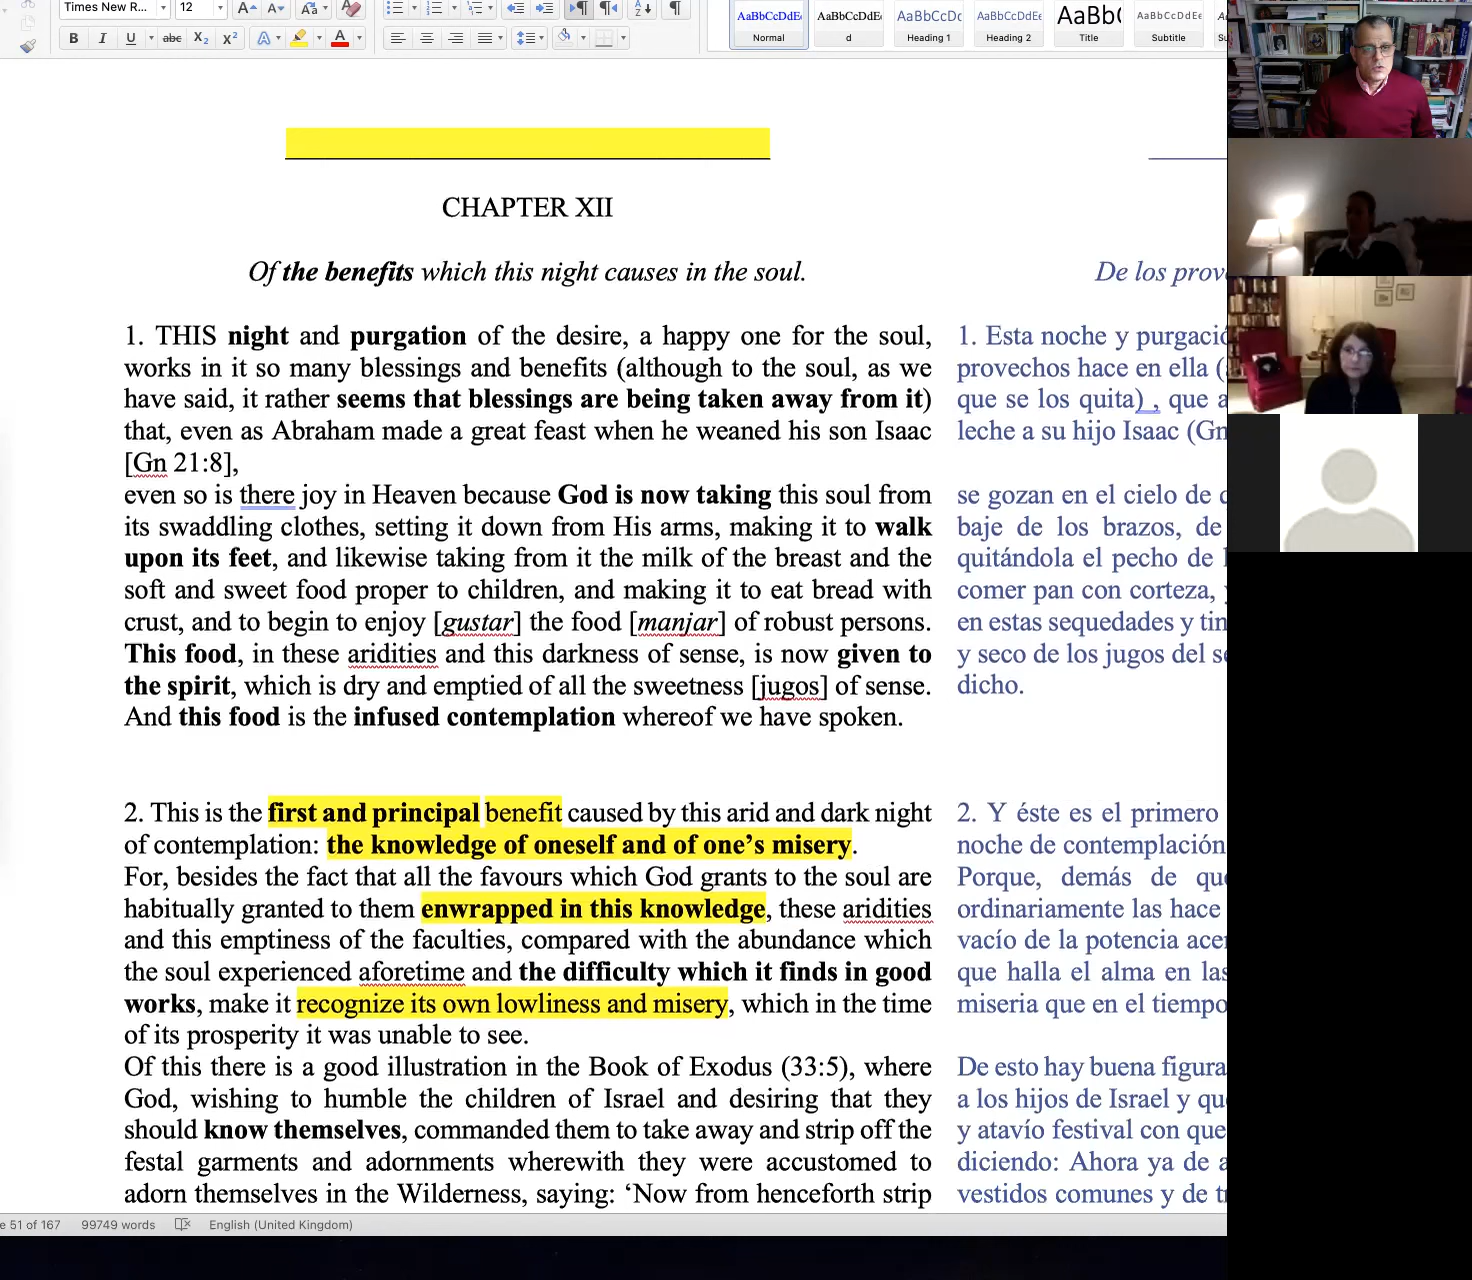 Times New R...
12
A A Aa A
B I U abc X2 X2 A A
AaBbCcDdE
AaBbCcDdEe
AaBbCcDc
AaBbCcDdEe
AaBb(
AaBbCcDdEe
Normal
d
Heading 1
Heading 2
Title
Subtitle
CHAPTER XII
Of the benefits which this night causes in the soul.
1. THIS night and purgation of the desire, a happy one for the soul,
works in it so many blessings and benefits (although to the soul, as we
have said, it rather seems that blessings are being taken away from it)
that, even as Abraham made a great feast when he weaned his son Isaac
[Gn 21:8],
even so is there joy in Heaven because God is now taking this soul from
its swaddling clothes, setting it down from His arms, making it to walk
upon its feet, and likewise taking from it the milk of the breast and the
soft and sweet food proper to children, and making it to eat bread with
crust, and to begin to enjoy [gustar] the food [manjar] of robust persons.
This food, in these aridities and this darkness of sense, is now given to
the spirit, which is dry and emptied of all the sweetness [jugos] of sense.
And this food is the infused contemplation whereof we have spoken.
2. This is the first and principal benefit caused by this arid and dark night
of contemplation: the knowledge of oneself and of one’s misery.
For, besides the fact that all the favours which God grants to the soul are
habitually granted to them enwrapped in this knowledge, these aridities
and this emptiness of the faculties, compared with the abundance which
the soul experienced aforetime and the difficulty which it finds in good
works, make it recognize its own lowliness and misery, which in the time
of its prosperity it was unable to see.
Of this there is a good illustration in the Book of Exodus (33:5), where
God, wishing to humble the children of Israel and desiring that they
should know themselves, commanded them to take away and strip off the
festal garments and adornments wherewith they were accustomed to
adorn themselves in the Wilderness, saying: ‘Now from henceforth strip
De los prov
1. Esta noche y purgació
provechos hace en ella (
que se los quita) , que a
leche a su hijo Isaac (Gn
se gozan en el cielo de
baje de los brazos, de
quitándola el pecho de
comer pan con corteza,
en estas sequedades y tin
y seco de los jugos del s
dicho.
2. Y éste es el primero
noche de contemplación
Porque, demás de qu
ordinariamente las hace
vacío de la potencia ace
que halla el alma en las
miseria que en el tiempo
De esto hay buena figura
a los hijos de Israel y qu
y atavío festival con que
diciendo: Ahora ya de a
vestidos comunes y de t
e 51 of 167
99749 words
English (United Kingdom)